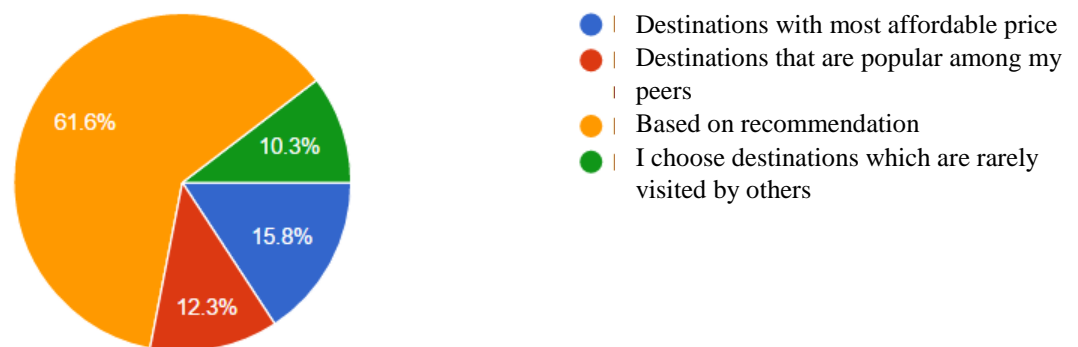 Destinations with most affordable price
Destinations that are popular among my
peers
Based on recommendation
I choose destinations which are rarely
visited by others
61.6%
10.3%
15.8%
12.3%